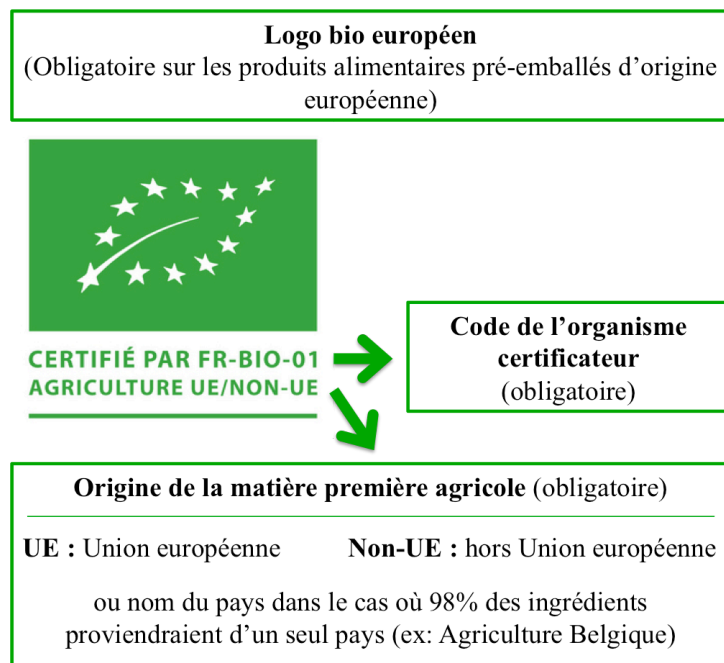 Logo bio européen
(Obligatoire sur les produits alimentaires pré-emballés d’origine
européenne)
CERTIFIÉ PAR FR-BIO-01
AGRICULTURE UE/NON-UE
Code de l’organisme
certificateur
(obligatoire)
Origine de la matière première agricole (obligatoire)
UE : Union européenne Non-UE : hors Union européenne
ou nom du pays dans le cas où 98% des ingrédients
proviendraient d’un seul pays (ex: Agriculture Belgique)